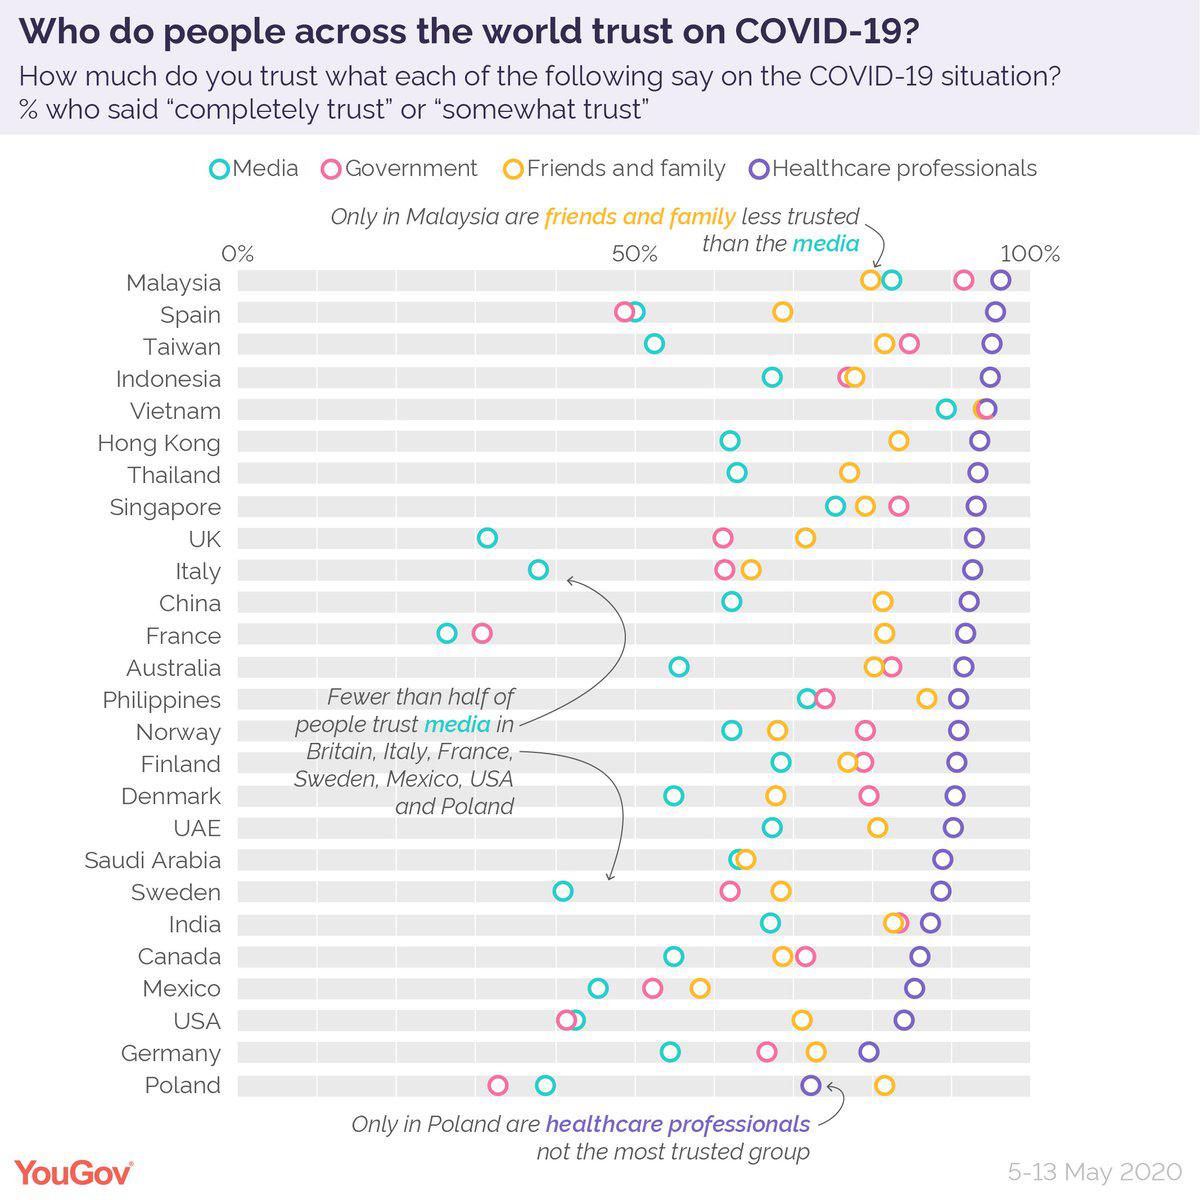 Who do people across the world trust on COVID-19?
How much do you trust what each of the following say on the COVID-19 situation?
% who said “completely trust” or “somewhat trust”
Media Government Friends and family Healthcare professionals
Only in Malaysia are friends and family less trusted
than the media
0% 50% 100%
Malaysia
Spain
Taiwan
Indonesia
Vietnam
Hong Kong
Thailand
Singapore
UK
Italy
China
France
Australia
Philippines
Norway
Finland
Denmark
UAE
Saudi Arabia
Sweden
India
Canada
Mexico
USA
Germany
Poland
Fewer than half of
people trust media in
Britain, Italy, France,
Sweden, Mexico, USA
and Poland
Only in Poland are healthcare professionals
not the most trusted group
YouGov®
5-13 May 2020